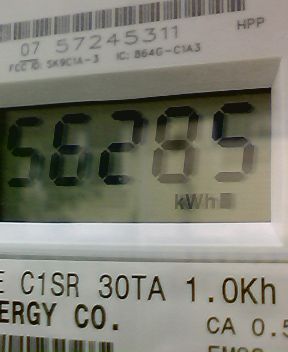 HPP
07 57245311
FCC ID: SK9C1A-3 IC: 864G-C1A3
56285
kWh
E C1SR 30TA 1.0Kh
ERGY CO.
CA 0.5